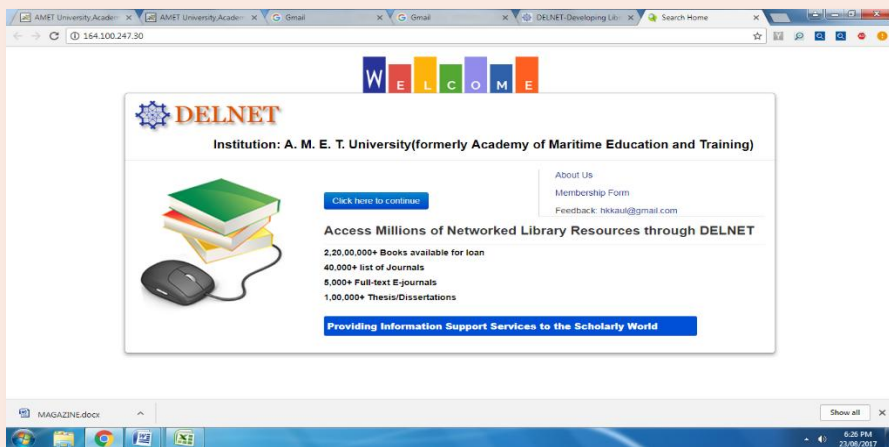 AMET University,Academ
AMET University,Academ
Gmail
Gmail
DELNET-Developing Libr
Search Home
164.100.247.30
WELCOME
DELNET
Institution: A. M. E. T. University(formerly Academy of Maritime Education and Training)
About Us
Click here to continue
Membership Form
Feedback: hkkaul@gmail.com
Access Millions of Networked Library Resources through DELNET
2,20,00,000+ Books available for loan
40,000+ list of Journals
5,000+ Full-text E-journals
1,00,000+ Thesis/Dissertations
Providing Information Support Services to the Scholarly World
MAGAZINE.docx
Show all
6:26 PM
23/08/2017